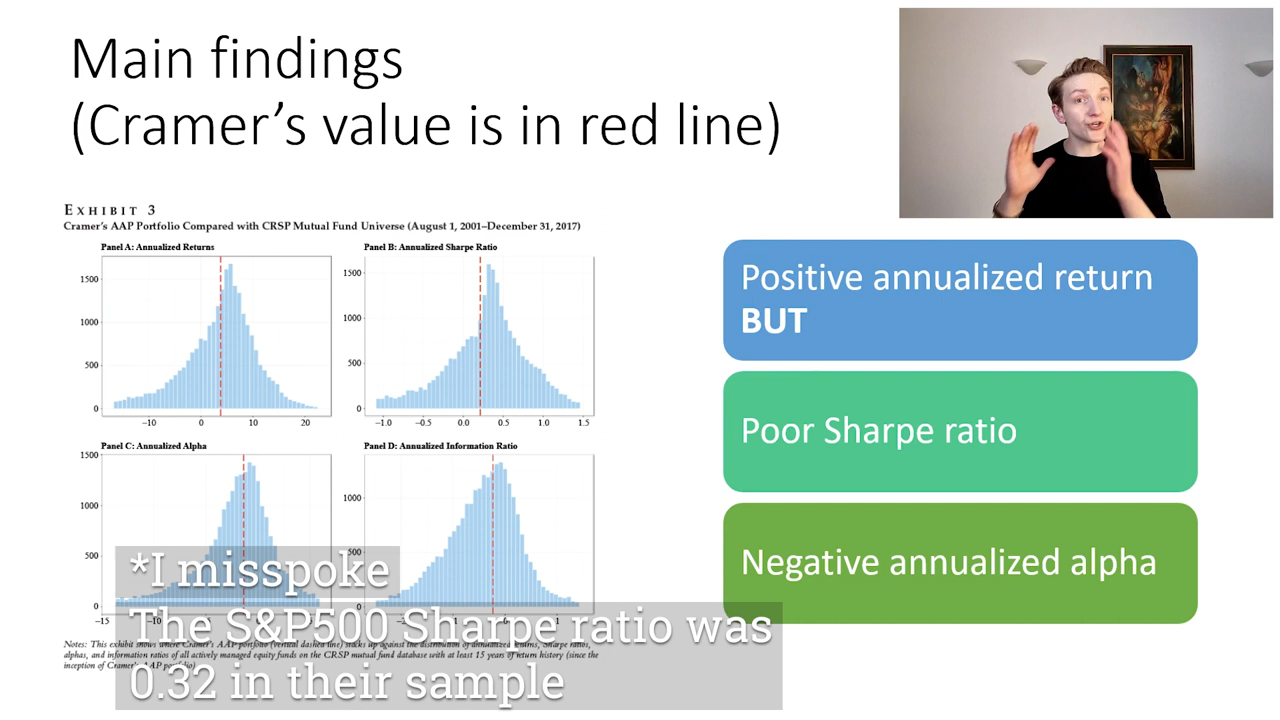 Main findings
(Cramer's value is in red line)
EXHIBIT 3
Cramer's AAP Portfolio Compared with CRSP Mutual Fund Universe (August 1, 2001–December 31, 2017)
Panel A: Annualized Returns
1500
1000
500
0
−10 0 10 20
Panel B: Annualized Sharpe Ratio
1500
1000
500
0
−1.0 −0.5 0.0 0.5 1.0 1.5
Panel C: Annualized Alpha
1500
1000
500
0
−15
Panel D: Annualized Information Ratio
1000
Notes: This exhibit shows where Cramer's AAP portfolio (vertical dashed line) stacks up against the distribution of annualized returns, Sharpe ratios,
alphas, and information ratios of all actively managed equity funds on the CRSP mutual fund database with at least 15 years of return history (since the
inception of Cramer's AAP portfolio).
*I misspoke
The S&P500 Sharpe ratio was
0.32 in their sample
Positive annualized return
BUT
Poor Sharpe ratio
Negative annualized alpha